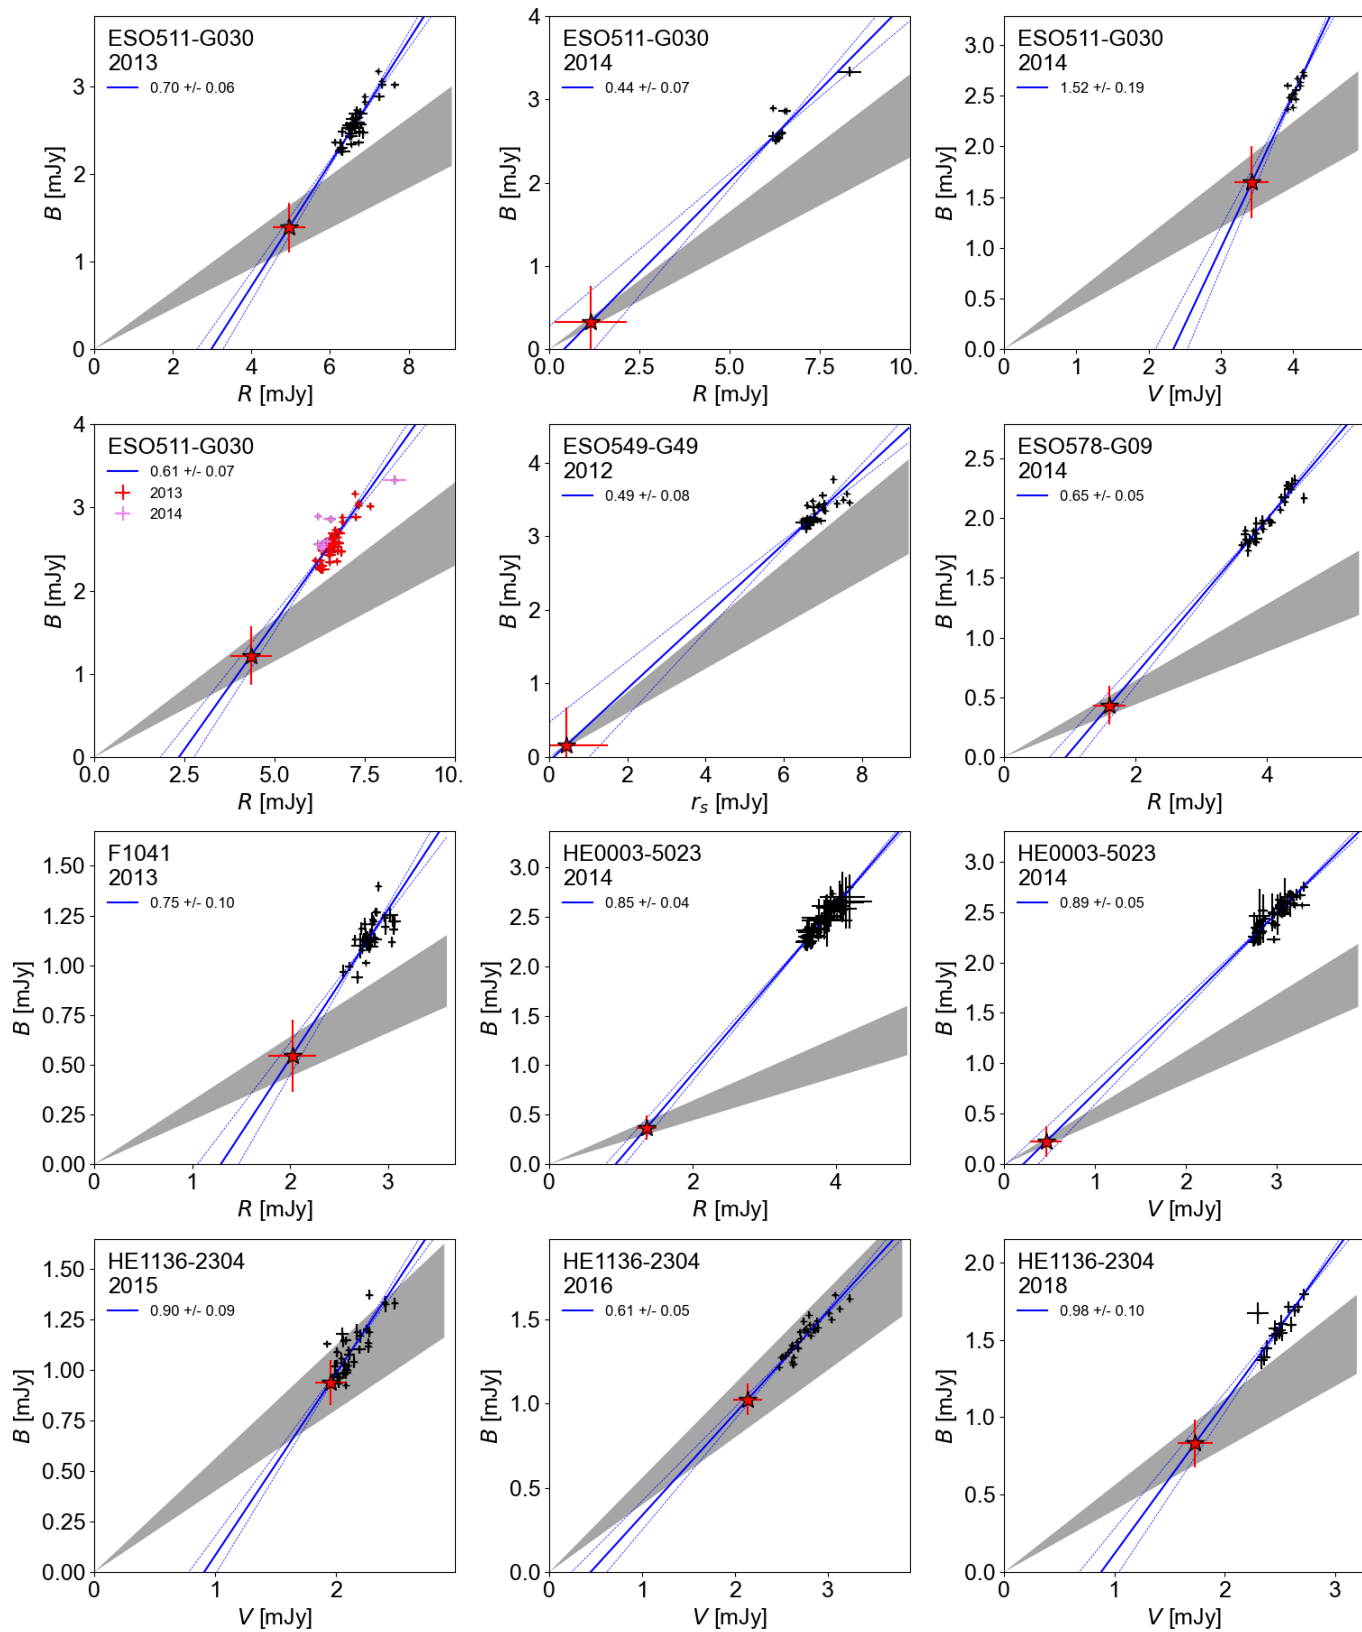 ESO511-G030
2013
0.70 +/- 0.06
B [mJy]
3
2
1
0
0
2
4
6
8
R [mJy]
ESO511-G030
2014
0.44 +/- 0.07
B [mJy]
4
3
2
1
0
0.0
2.5
5.0
7.5
10.
R [mJy]
ESO511-G030
2014
1.52 +/- 0.19
B [mJy]
3.0
2.5
2.0
1.5
1.0
0.5
0.0
0
1
2
3
4
V [mJy]
ESO511-G030
0.61 +/- 0.07
2013
2014
B [mJy]
4
3
2
1
0
0.0
2.5
5.0
7.5
10.
R [mJy]
ESO549-G49
2012
0.49 +/- 0.08
B [mJy]
4
3
2
1
0
0
2
4
6
8
r_s [mJy]
ESO578-G09
2014
0.65 +/- 0.05
B [mJy]
2.5
2.0
1.5
1.0
0.5
0.0
0
2
4
R [mJy]
F1041
2013
0.75 +/- 0.10
B [mJy]
1.50
1.25
1.00
0.75
0.50
0.25
0.00
0
1
2
3
R [mJy]
HE0003-5023
2014
0.85 +/- 0.04
B [mJy]
3.0
2.5
2.0
1.5
1.0
0.5
0.0
0
2
4
R [mJy]
HE0003-5023
2014
0.89 +/- 0.05
B [mJy]
3.0
2.5
2.0
1.5
1.0
0.5
0.0
0
1
2
3
V [mJy]
HE1136-2304
2015
0.90 +/- 0.09
B [mJy]
1.50
1.25
1.00
0.75
0.50
0.25
0.00
0
1
2
V [mJy]
HE1136-2304
2016
0.61 +/- 0.05
B [mJy]
1.5
1.0
0.5
0.0
0
1
2
3
V [mJy]
HE1136-2304
2018
0.98 +/- 0.10
B [mJy]
2.0
1.5
1.0
0.5
0.0
0
1
2
3
V [mJy]